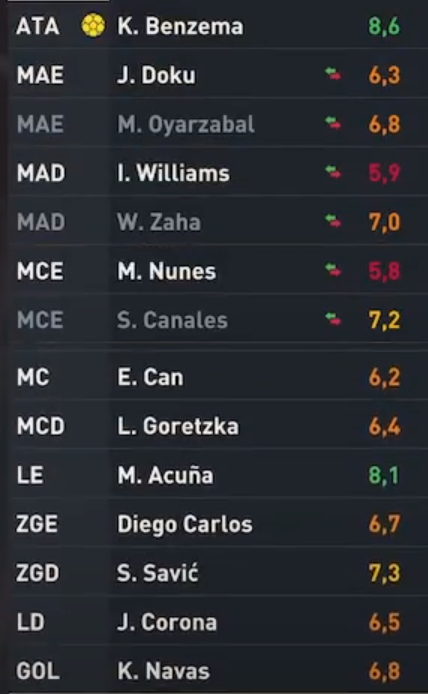 ATA K. Benzema 8,6
MAE J. Doku 6,3
MAE M. Oyarzabal 6,8
MAD I. Williams 5,9
MAD W. Zaha 7,0
MCE M. Nunes 5,8
MCE S. Canales 7,2
MC E. Can 6,2
MCD L. Goretzka 6,4
LE M. Acuña 8,1
ZGE Diego Carlos 6,7
ZGD S. Savić 7,3
LD J. Corona 6,5
GOL K. Navas 6,8